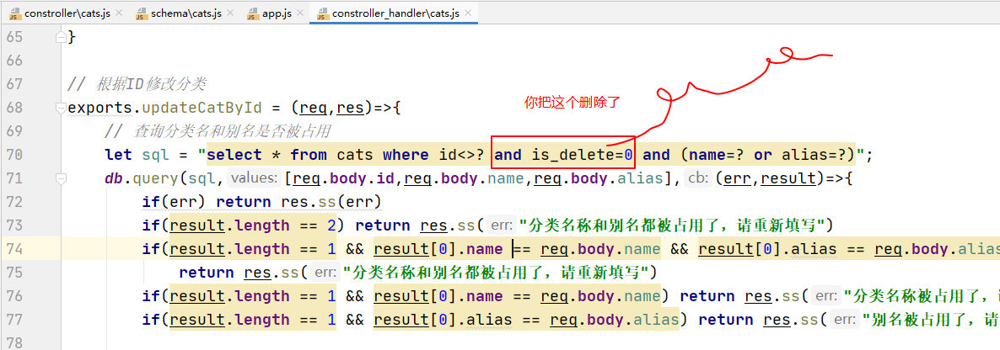 constroller\cats.js schema\cats.js app.js constroller_handler\cats.js
65 }
66
67 // 根据ID修改分类
68 exports.updateCatById = (req,res)=>{
你把这个删除了
69 // 查询分类名和别名是否被占用
70 let sql = "select * from cats where id<>? and is_delete=0 and (name=? or alias=?)";
71 db.query(sql, values: [req.body.id,req.body.name,req.body.alias], cb: (err,result)=>{
72 if(err) return res.ss(err)
73 if(result.length == 2) return res.ss( err: "分类名称和别名都被占用了，请重新填写")
74 if(result.length == 1 && result[0].name == req.body.name && result[0].alias == req.body.alias
75 return res.ss( err: "分类名称和别名都被占用了，请重新填写")
76 if(result.length == 1 && result[0].name == req.body.name) return res.ss( err: "分类名称被占用了，
77 if(result.length == 1 && result[0].alias == req.body.alias) return res.ss( err: "别名被占用了，请
78